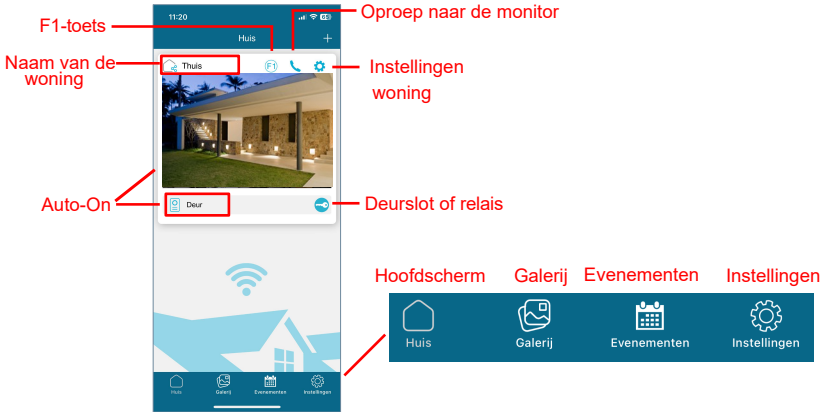 F1-toets
Oproep naar de monitor
11:20
Huis
+
Naam van de
woning
Thuis
F1
Instellingen
woning
Auto-On
Deur
Deurslot of relais
Hoofdscherm
Galerij
Evenementen
Instellingen
Huis
Galerij
Evenementen
Instellingen
Huis
Galerij
Evenementen
Instellingen